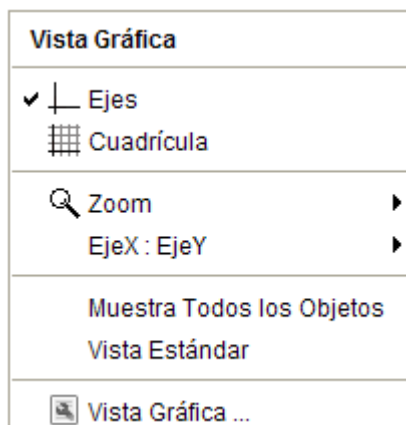 Vista Gráfica
Ejes
Cuadrícula
Zoom
EjeX : EjeY
Muestra Todos los Objetos
Vista Estándar
Vista Gráfica ...